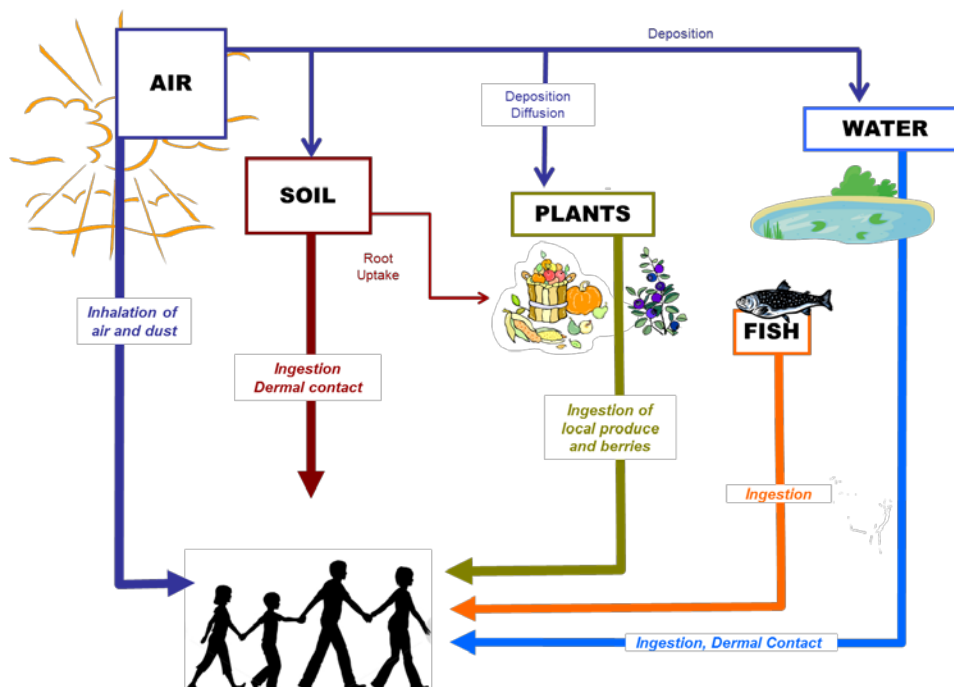 Deposition
AIR
Deposition
Diffusion
WATER
SOIL
PLANTS
Root
Uptake
Inhalation of
air and dust
FISH
Ingestion
Dermal contact
Ingestion of
local produce
and berries
Ingestion
Ingestion, Dermal Contact